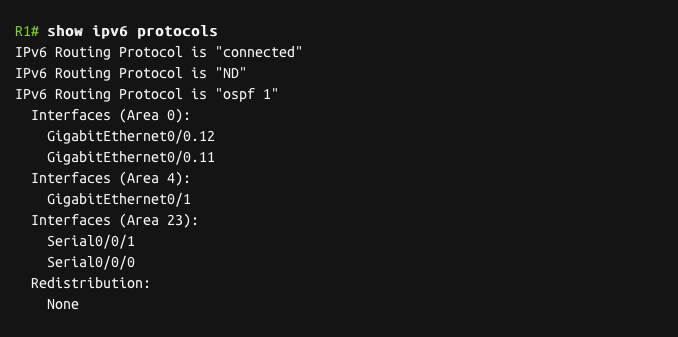 R1# show ipv6 protocols
IPv6 Routing Protocol is "connected"
IPv6 Routing Protocol is "ND"
IPv6 Routing Protocol is "ospf 1"
  Interfaces (Area 0):
    GigabitEthernet0/0.12
    GigabitEthernet0/0.11
  Interfaces (Area 4):
    GigabitEthernet0/1
  Interfaces (Area 23):
    Serial0/0/1
    Serial0/0/0
  Redistribution:
    None